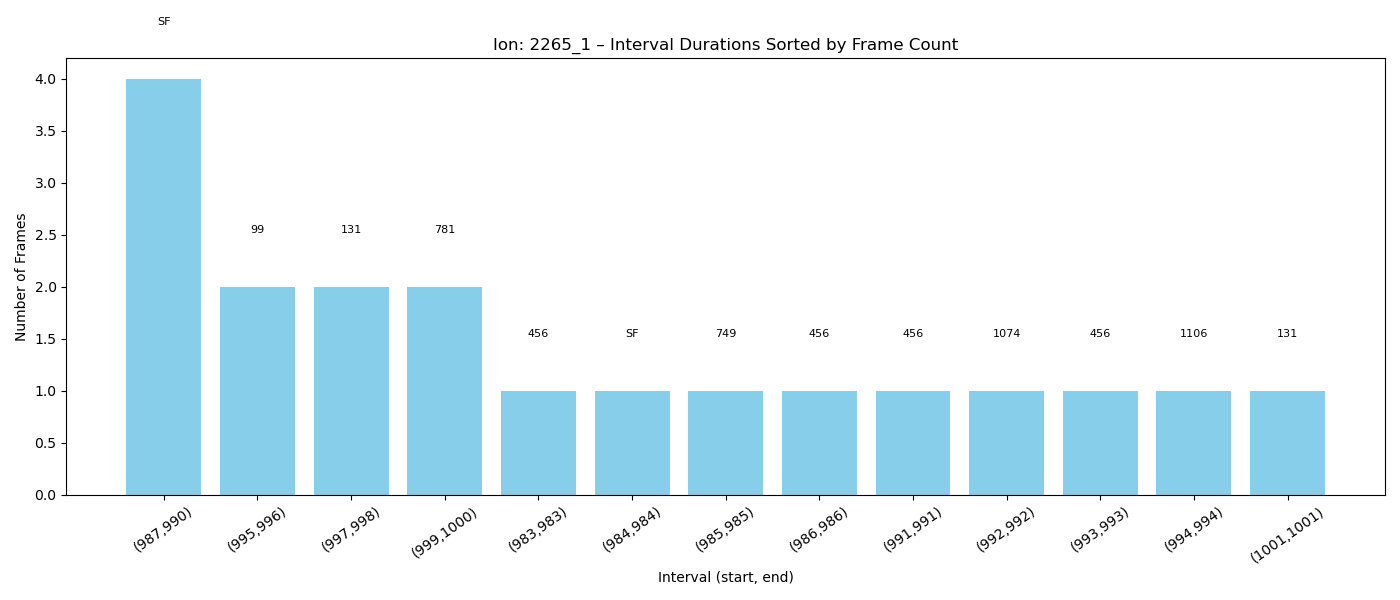 SF
Ion: 2265_1 – Interval Durations Sorted by Frame Count
4.0
3.5
3.0
2.5
2.0
1.5
1.0
0.5
0.0
Number of Frames
99 131 781
456 SF 749 456 456 1074 456 1106 131
(987,990) (995,996) (997,998) (999,1000) (983,983) (984,984) (985,985) (986,986) (991,991) (992,992) (993,993) (994,994) (1001,1001)
Interval (start, end)